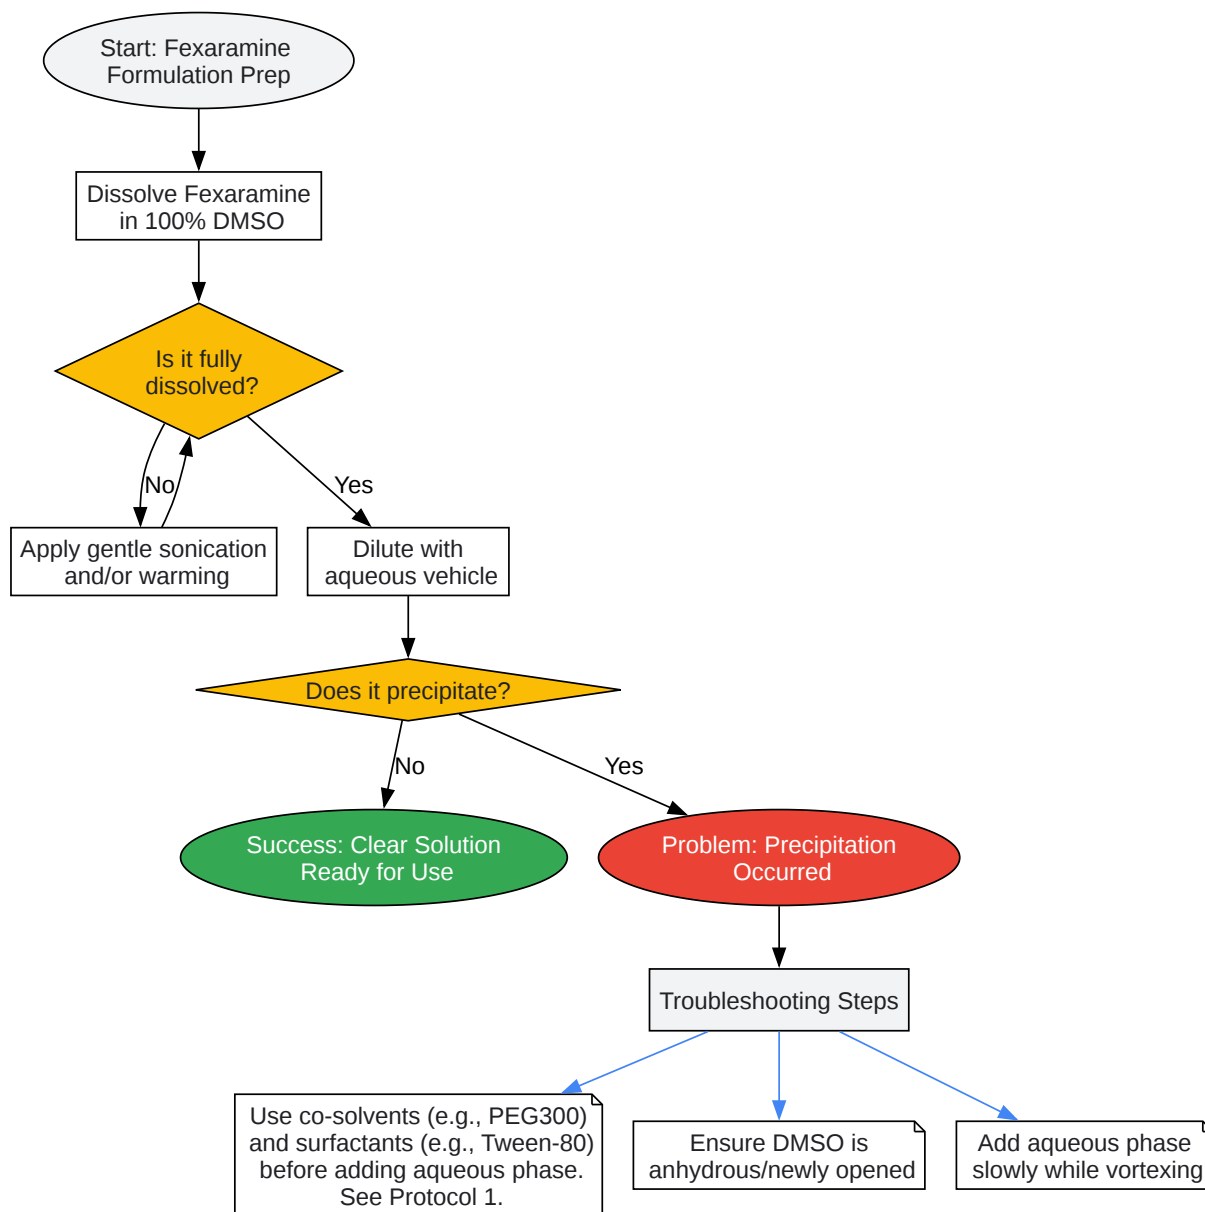 Start: Fexaramine
Formulation Prep
Dissolve Fexaramine
in 100% DMSO
Is it fully
dissolved?
No
Yes
Apply gentle sonication
and/or warming
Dilute with
aqueous vehicle
Does it precipitate?
No
Yes
Success: Clear Solution
Ready for Use
Problem: Precipitation
Occurred
Troubleshooting Steps
Use co-solvents (e.g., PEG300)
and surfactants (e.g., Tween-80)
before adding aqueous phase.
See Protocol 1.
Ensure DMSO is
anhydrous/newly opened
Add aqueous phase
slowly while vortexing